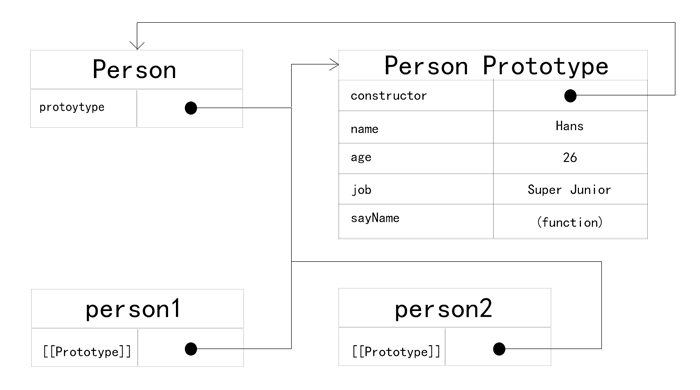 Person
protoytype
Person Prototype
constructor
name Hans
age 26
job Super Junior
sayName (function)
person1
[[Prototype]]
person2
[[Prototype]]